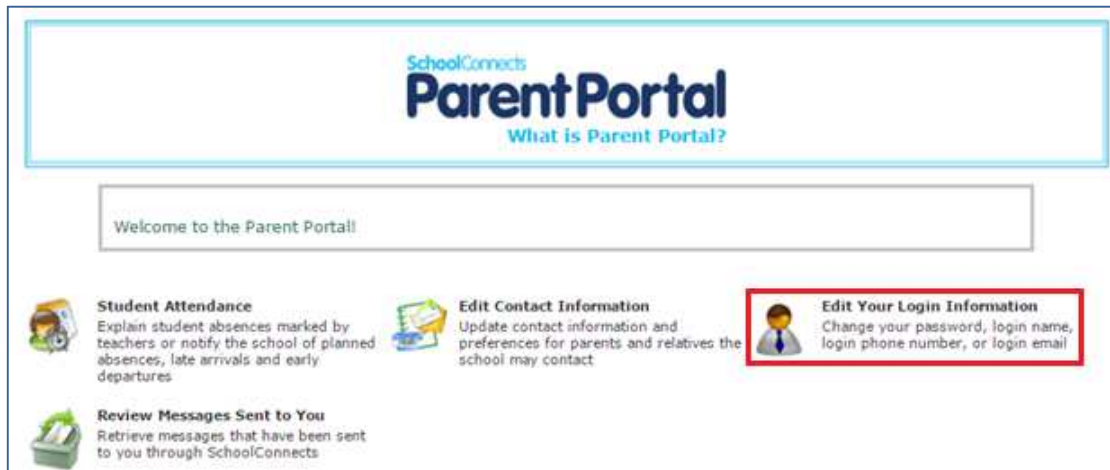 SchoolConnects
ParentPortal
What is Parent Portal?
Welcome to the Parent Portal!
Student Attendance
Explain student absences marked by
teachers or notify the school of planned
absences, late arrivals and early
departures
Edit Contact Information
Update contact information and
preferences for parents and relatives the
school may contact
Edit Your Login Information
Change your password, login name,
login phone number, or login email
Review Messages Sent to You
Retrieve messages that have been sent
to you through SchoolConnects